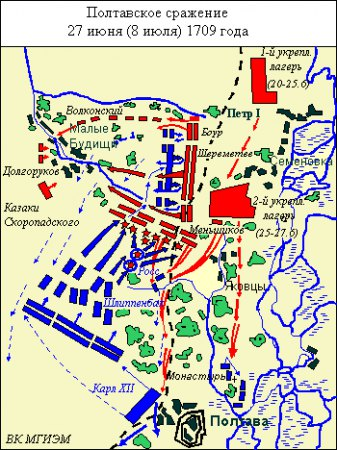 Полтавское сражение
27 июня (8 июля) 1709 года
1-й укрепл.
лагерь
(20-25.6)
Волконский
Петр I
Малые
Будищи
Боур
Шереметев
Семеновка
Долгоруков
2-й укрепл.
лагерь
(25-27.6)
Казаки
Скоропадского
Меньшиков
Росс
Яковцы
Шлиппенбах
Монастырь
Карл XII
Полтава
ВК МГИЭМ